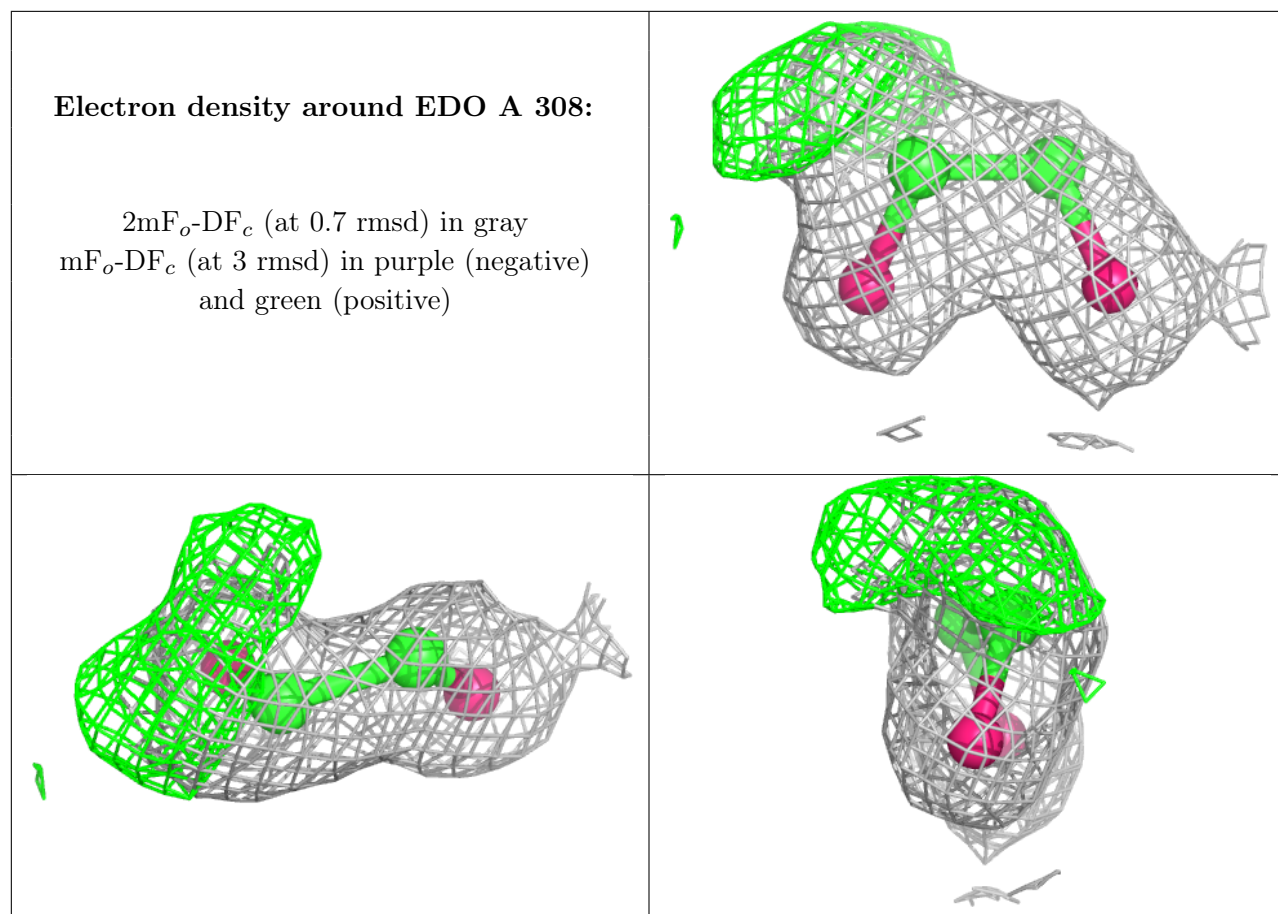 Electron density around EDO A 308:
2mFₒ-DF𝒸 (at 0.7 rmsd) in gray
mFₒ-DF𝒸 (at 3 rmsd) in purple (negative)
and green (positive)